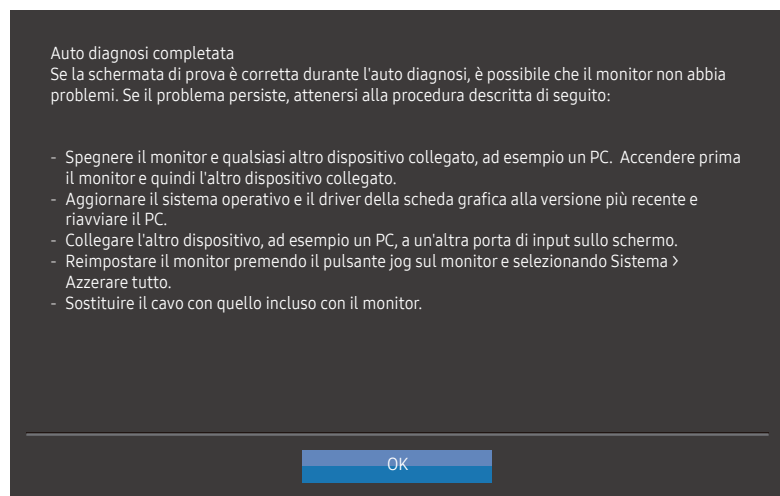 Auto diagnosi completata
Se la schermata di prova è corretta durante l'auto diagnosi, è possibile che il monitor non abbia
problemi. Se il problema persiste, attenersi alla procedura descritta di seguito:
- Spegnere il monitor e qualsiasi altro dispositivo collegato, ad esempio un PC. Accendere prima
il monitor e quindi l'altro dispositivo collegato.
- Aggiornare il sistema operativo e il driver della scheda grafica alla versione più recente e
riavviare il PC.
- Collegare l'altro dispositivo, ad esempio un PC, a un'altra porta di input sullo schermo.
- Reimpostare il monitor premendo il pulsante jog sul monitor e selezionando Sistema >
Azzerare tutto.
- Sostituire il cavo con quello incluso con il monitor.
OK